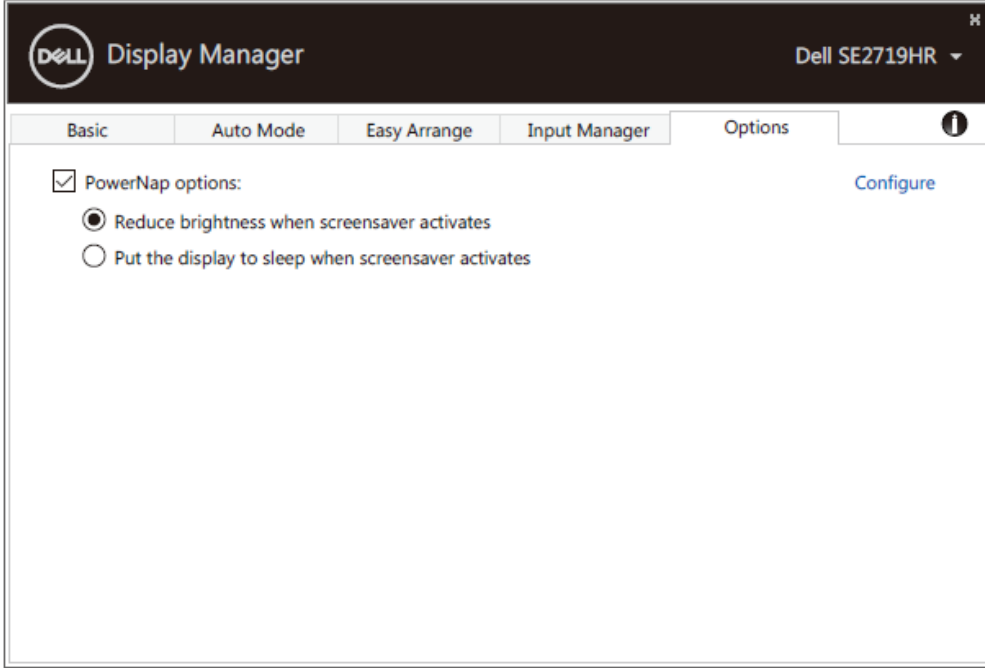 DELL Display Manager
Dell SE2719HR
Basic Auto Mode Easy Arrange Input Manager Options
PowerNap options: Configure
Reduce brightness when screensaver activates
Put the display to sleep when screensaver activates